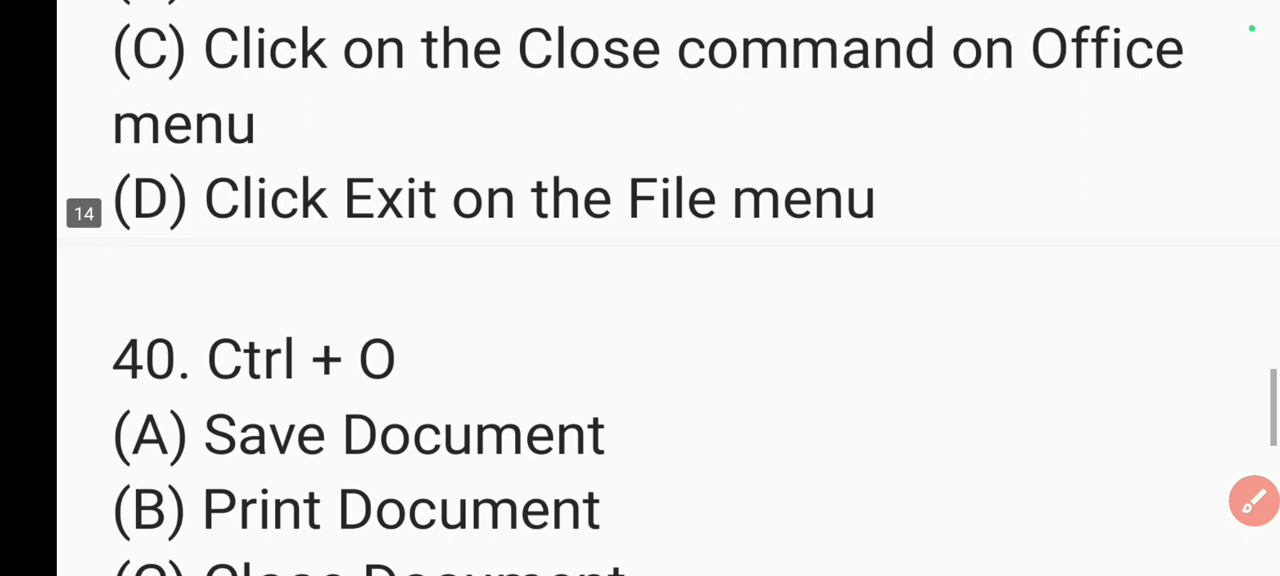 (C) Click on the Close command on Office
menu
(D) Click Exit on the File menu
14
40. Ctrl + O
(A) Save Document
(B) Print Document